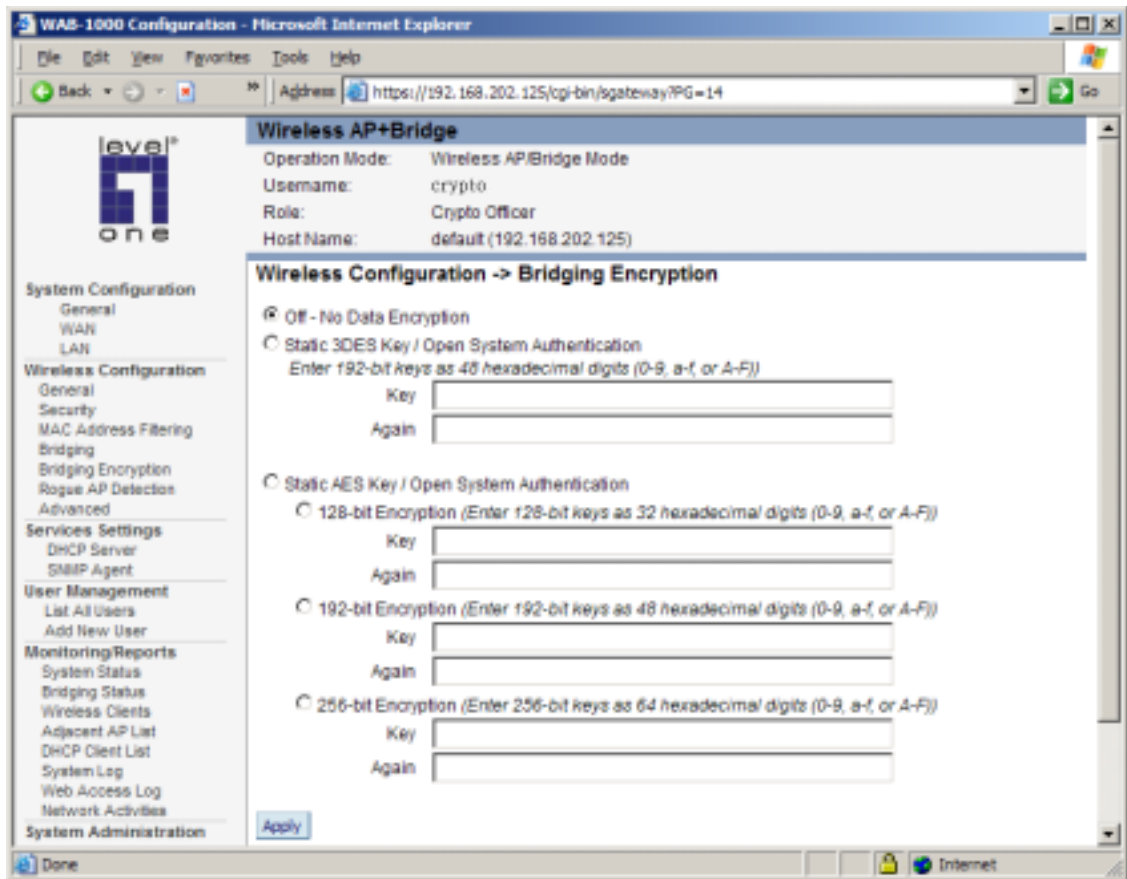 WAB-1000 Configuration - Microsoft Internet Explorer
File Edit View Favorites Tools Help
Back Address https://192.168.202.125/cgi-bin/sgateway?PG=14 Go
level®
one
System Configuration
General
WAN
LAN
Wireless Configuration
General
Security
MAC Address Filtering
Bridging
Bridging Encryption
Rogue AP Detection
Advanced
Services Settings
DHCP Server
SNMP Agent
User Management
List All Users
Add New User
Monitoring/Reports
System Status
Bridging Status
Wireless Clients
Adjacent AP List
DHCP Client List
System Log
Web Access Log
Network Activities
System Administration
Wireless AP+Bridge
Operation Mode: Wireless AP/Bridge Mode
Username: crypto
Role: Crypto Officer
Host Name: default (192.168.202.125)
Wireless Configuration -> Bridging Encryption
Off - No Data Encryption
Static 3DES Key / Open System Authentication
Enter 192-bit keys as 48 hexadecimal digits (0-9, a-f, or A-F))
Key
Again
Static AES Key / Open System Authentication
128-bit Encryption (Enter 128-bit keys as 32 hexadecimal digits (0-9, a-f, or A-F))
Key
Again
192-bit Encryption (Enter 192-bit keys as 48 hexadecimal digits (0-9, a-f, or A-F))
Key
Again
256-bit Encryption (Enter 256-bit keys as 64 hexadecimal digits (0-9, a-f, or A-F))
Key
Again
Apply
Done
Internet